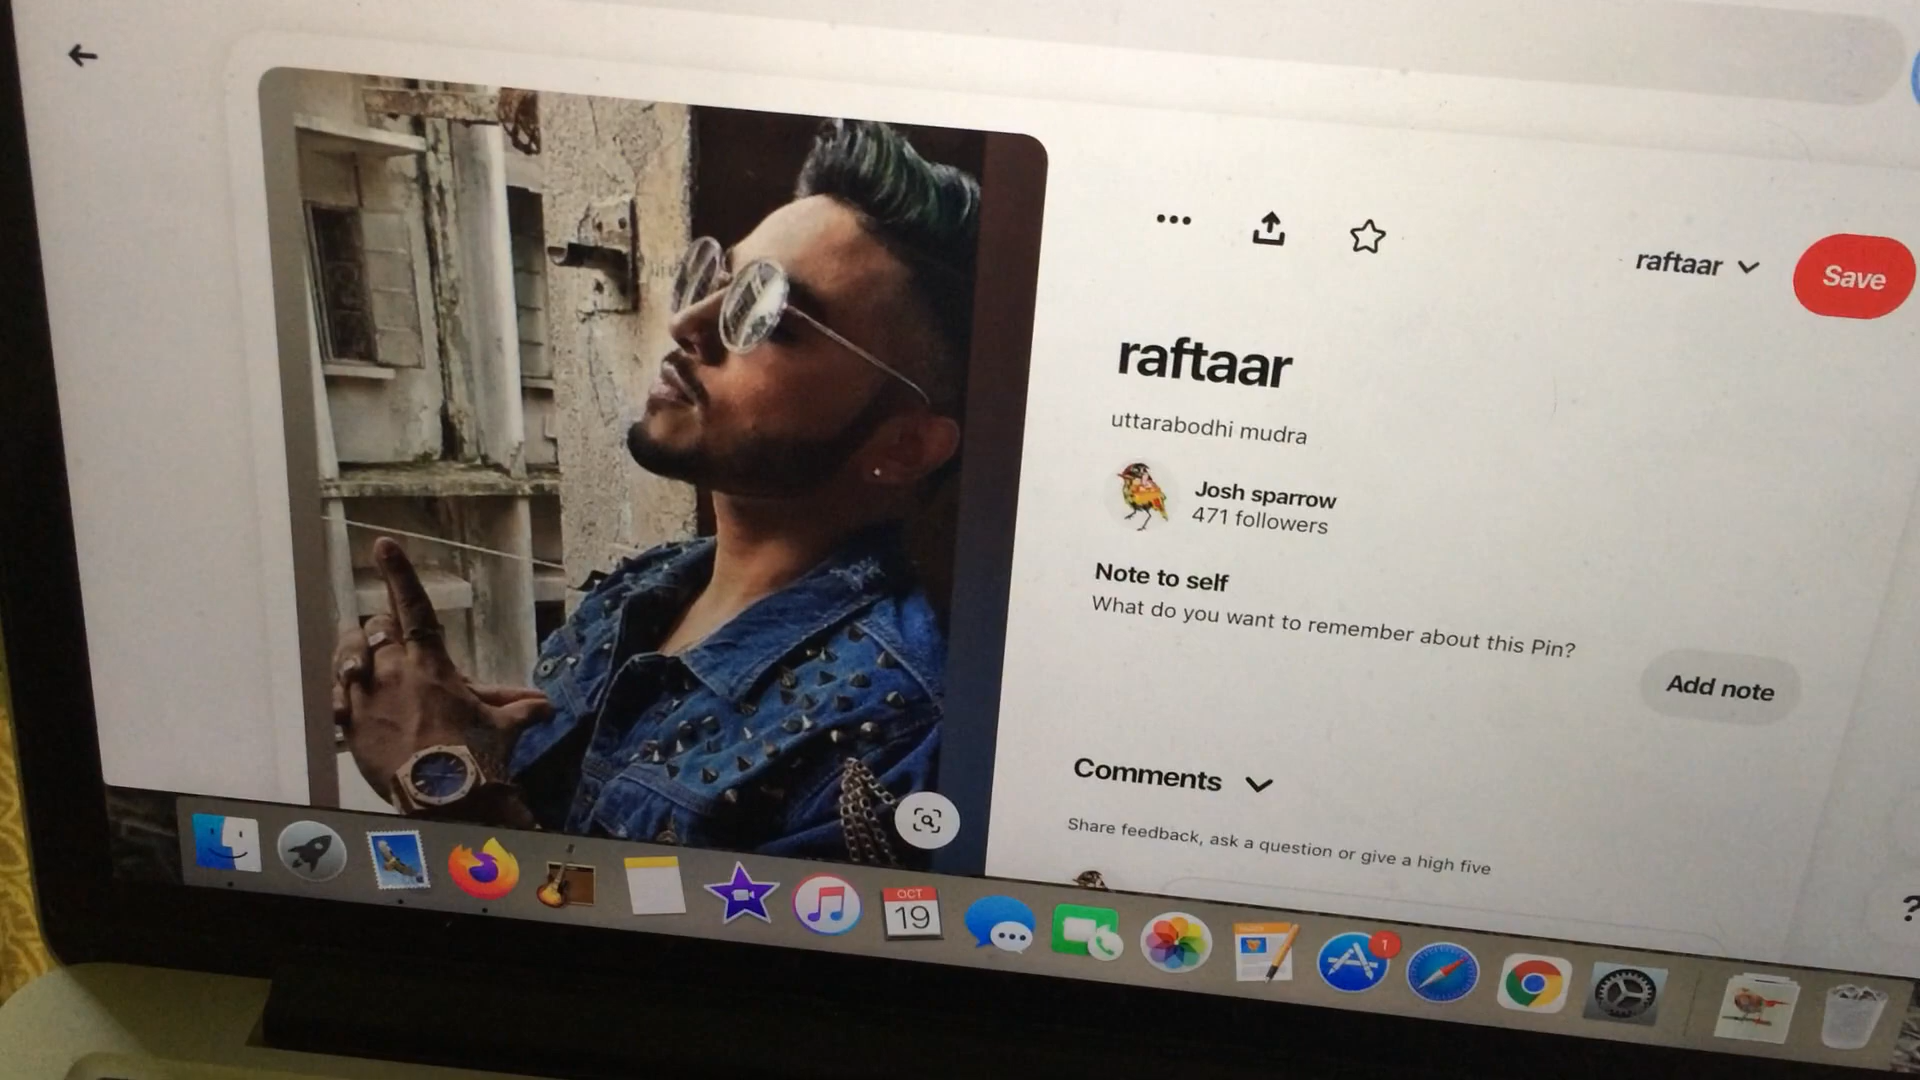 raftaar
Save
raftaar
uttarabodhi mudra
Josh sparrow
471 followers
Note to self
What do you want to remember about this Pin?
Add note
Comments
Share feedback, ask a question or give a high five
?
OCT
19
1